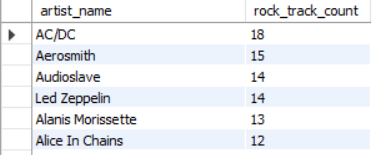 artist_name rock_track_count
AC/DC 18
Aerosmith 15
Audioslave 14
Led Zeppelin 14
Alanis Morissette 13
Alice In Chains 12